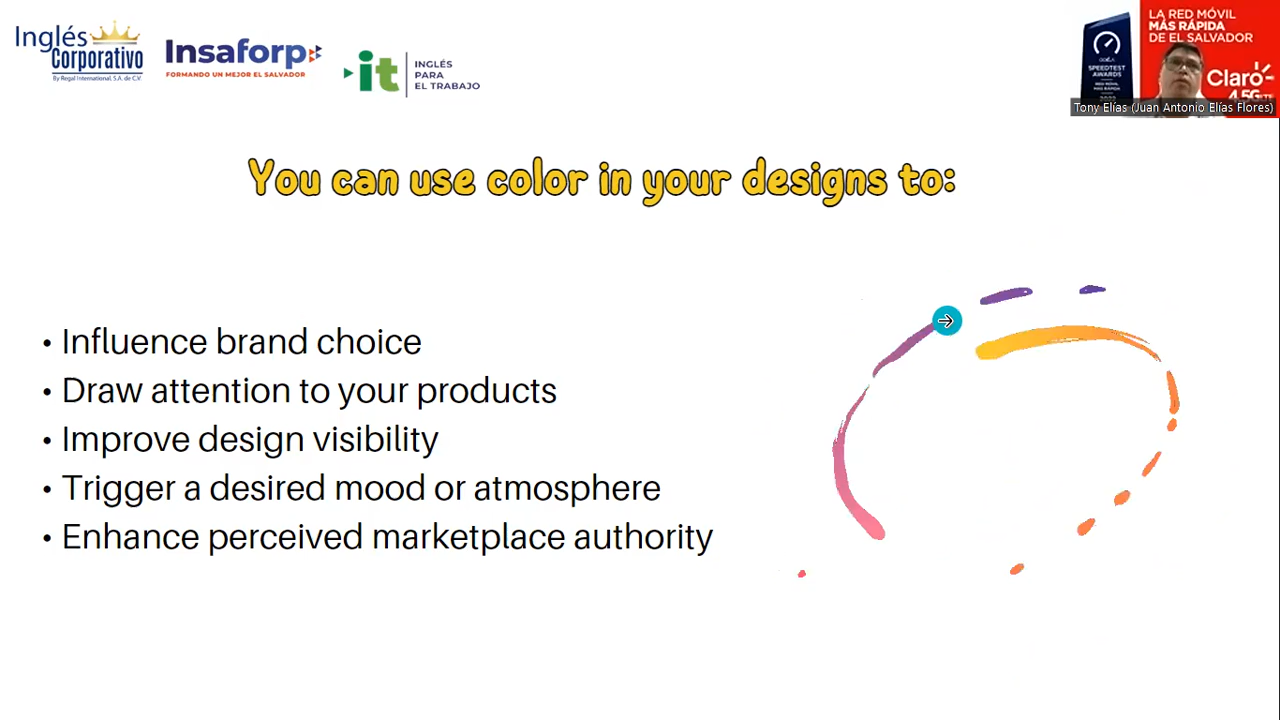 Inglés
Corporativo
By Regal International, S.A. de C.V
Insaforp
FORMANDO UN MEJOR EL SALVADOR
it
INGLÉS
PARA
EL TRABAJO
LA RED MÓVIL
MÁS RÁPIDA
DE EL SALVADOR
SPEEDTEST
AWARDS
Claro
4.5G LTE
Tony Elías (Juan Antonio Elías Flores)
You can use color in your designs to:
• Influence brand choice
• Draw attention to your products
• Improve design visibility
• Trigger a desired mood or atmosphere
• Enhance perceived marketplace authority